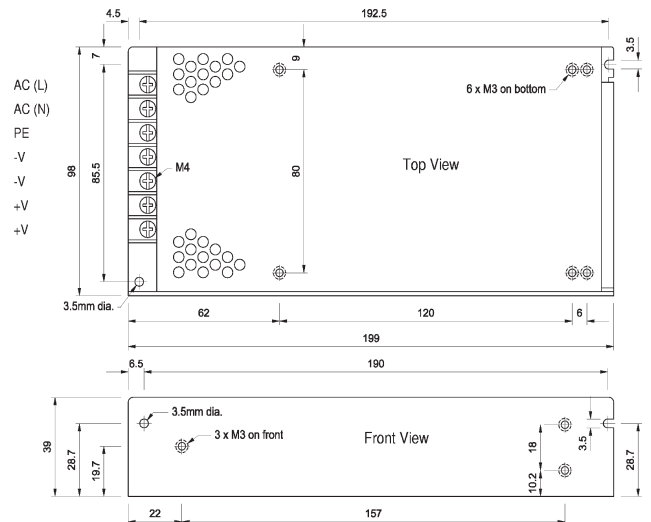 4.5
192.5
7
9
3.5
AC (L)
AC (N)
PE
-V
-V
+V
+V
98
85.5
M4
80
6 x M3 on bottom
Top View
3.5mm dia.
62
120
6
199
6.5
190
3.5mm dia.
3 x M3 on front
Front View
39
28.7
19.7
18
10.2
3.5
28.7
22
157